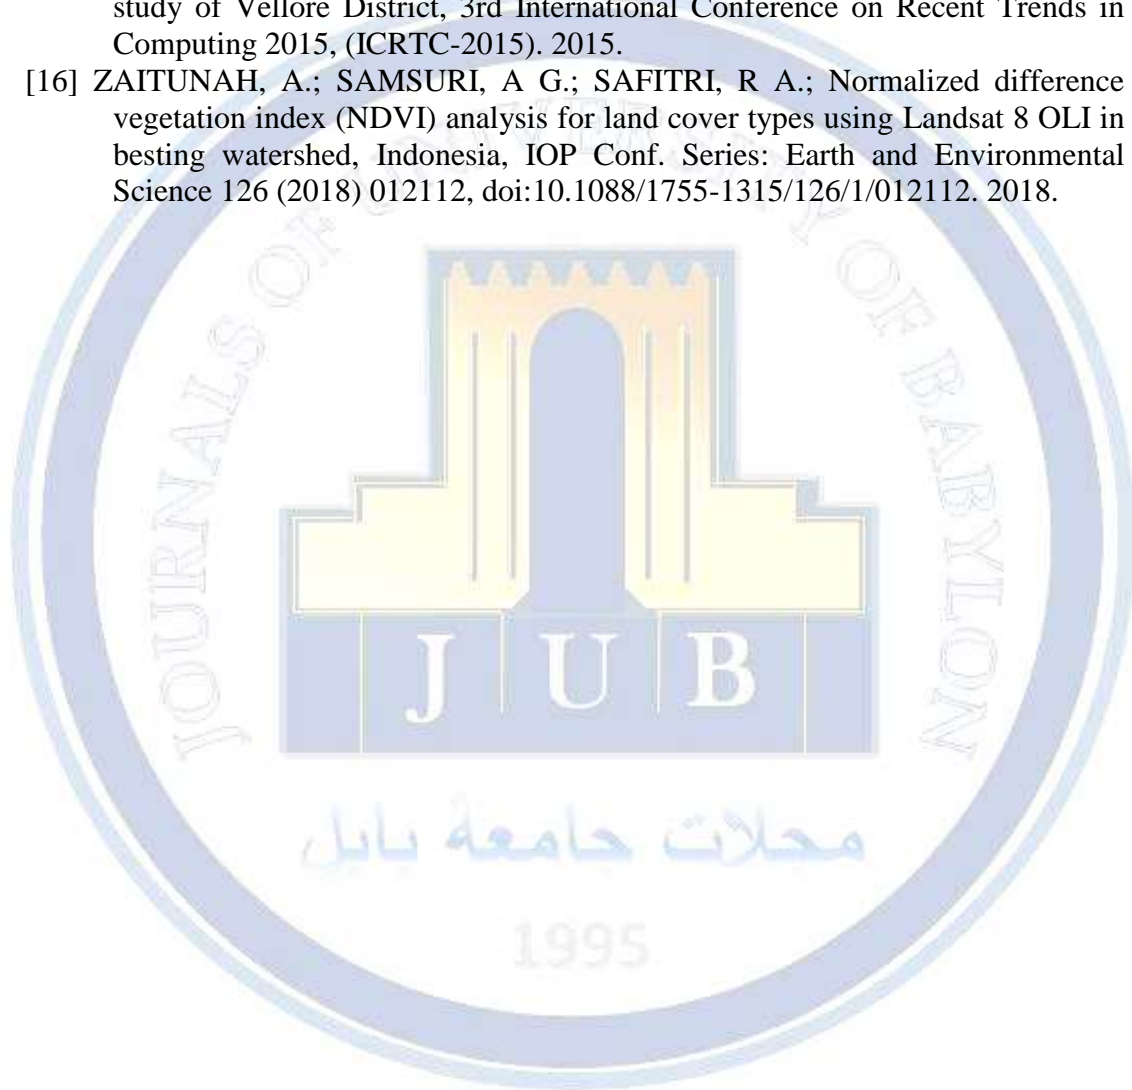 study of Vellore District, 3rd International Conference on Recent Trends in
Computing 2015, (ICRTC-2015). 2015.
[16] ZAITUNAH, A.; SAMSURI, A G.; SAFITRI, R A.; Normalized difference
vegetation index (NDVI) analysis for land cover types using Landsat 8 OLI in
besting watershed, Indonesia, IOP Conf. Series: Earth and Environmental
Science 126 (2018) 012112, doi:10.1088/1755-1315/126/1/012112. 2018.
JOURNALS OF UNIVERSITY OF BABYLON
J U B
مجلات جامعة بابل
1995